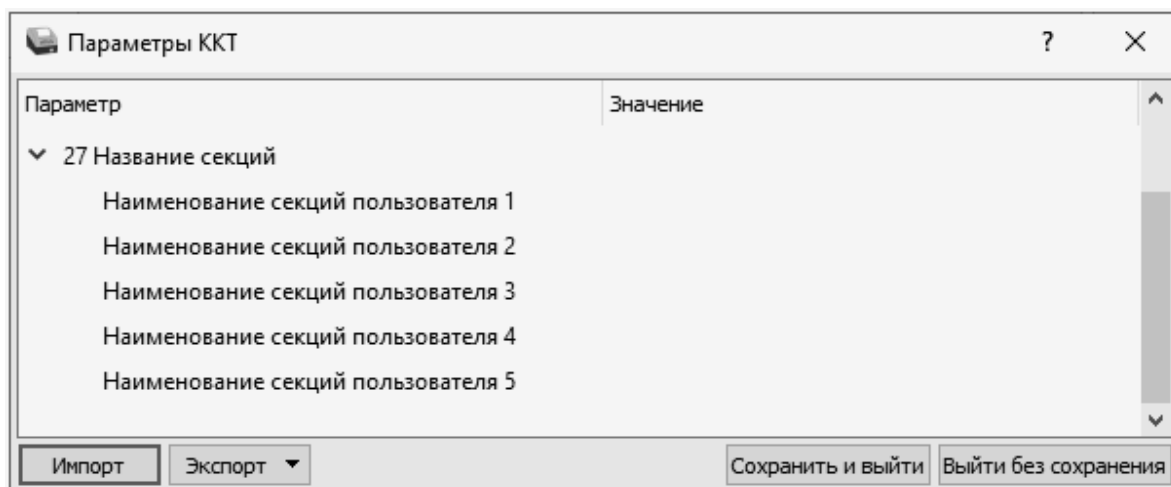 Параметры ККТ ?
Параметр Значение
27 Название секций
Наименование секций пользователя 1
Наименование секций пользователя 2
Наименование секций пользователя 3
Наименование секций пользователя 4
Наименование секций пользователя 5
Импорт Экспорт Сохранить и выйти Выйти без сохранения